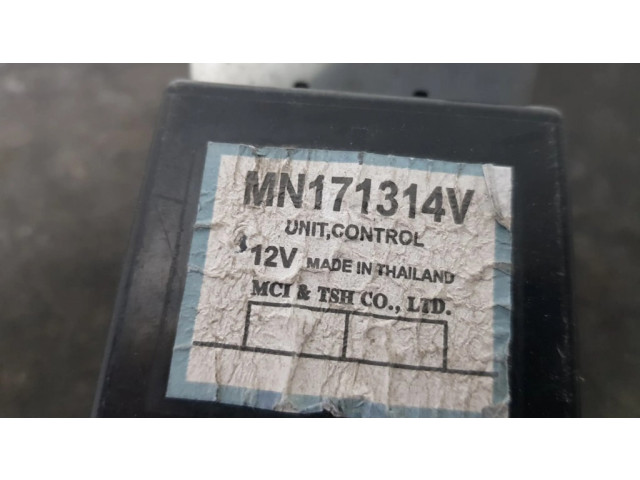 MN171314V
UNIT,CONTROL
12V MADE IN THAILAND
MCI & TSH CO., LTD.